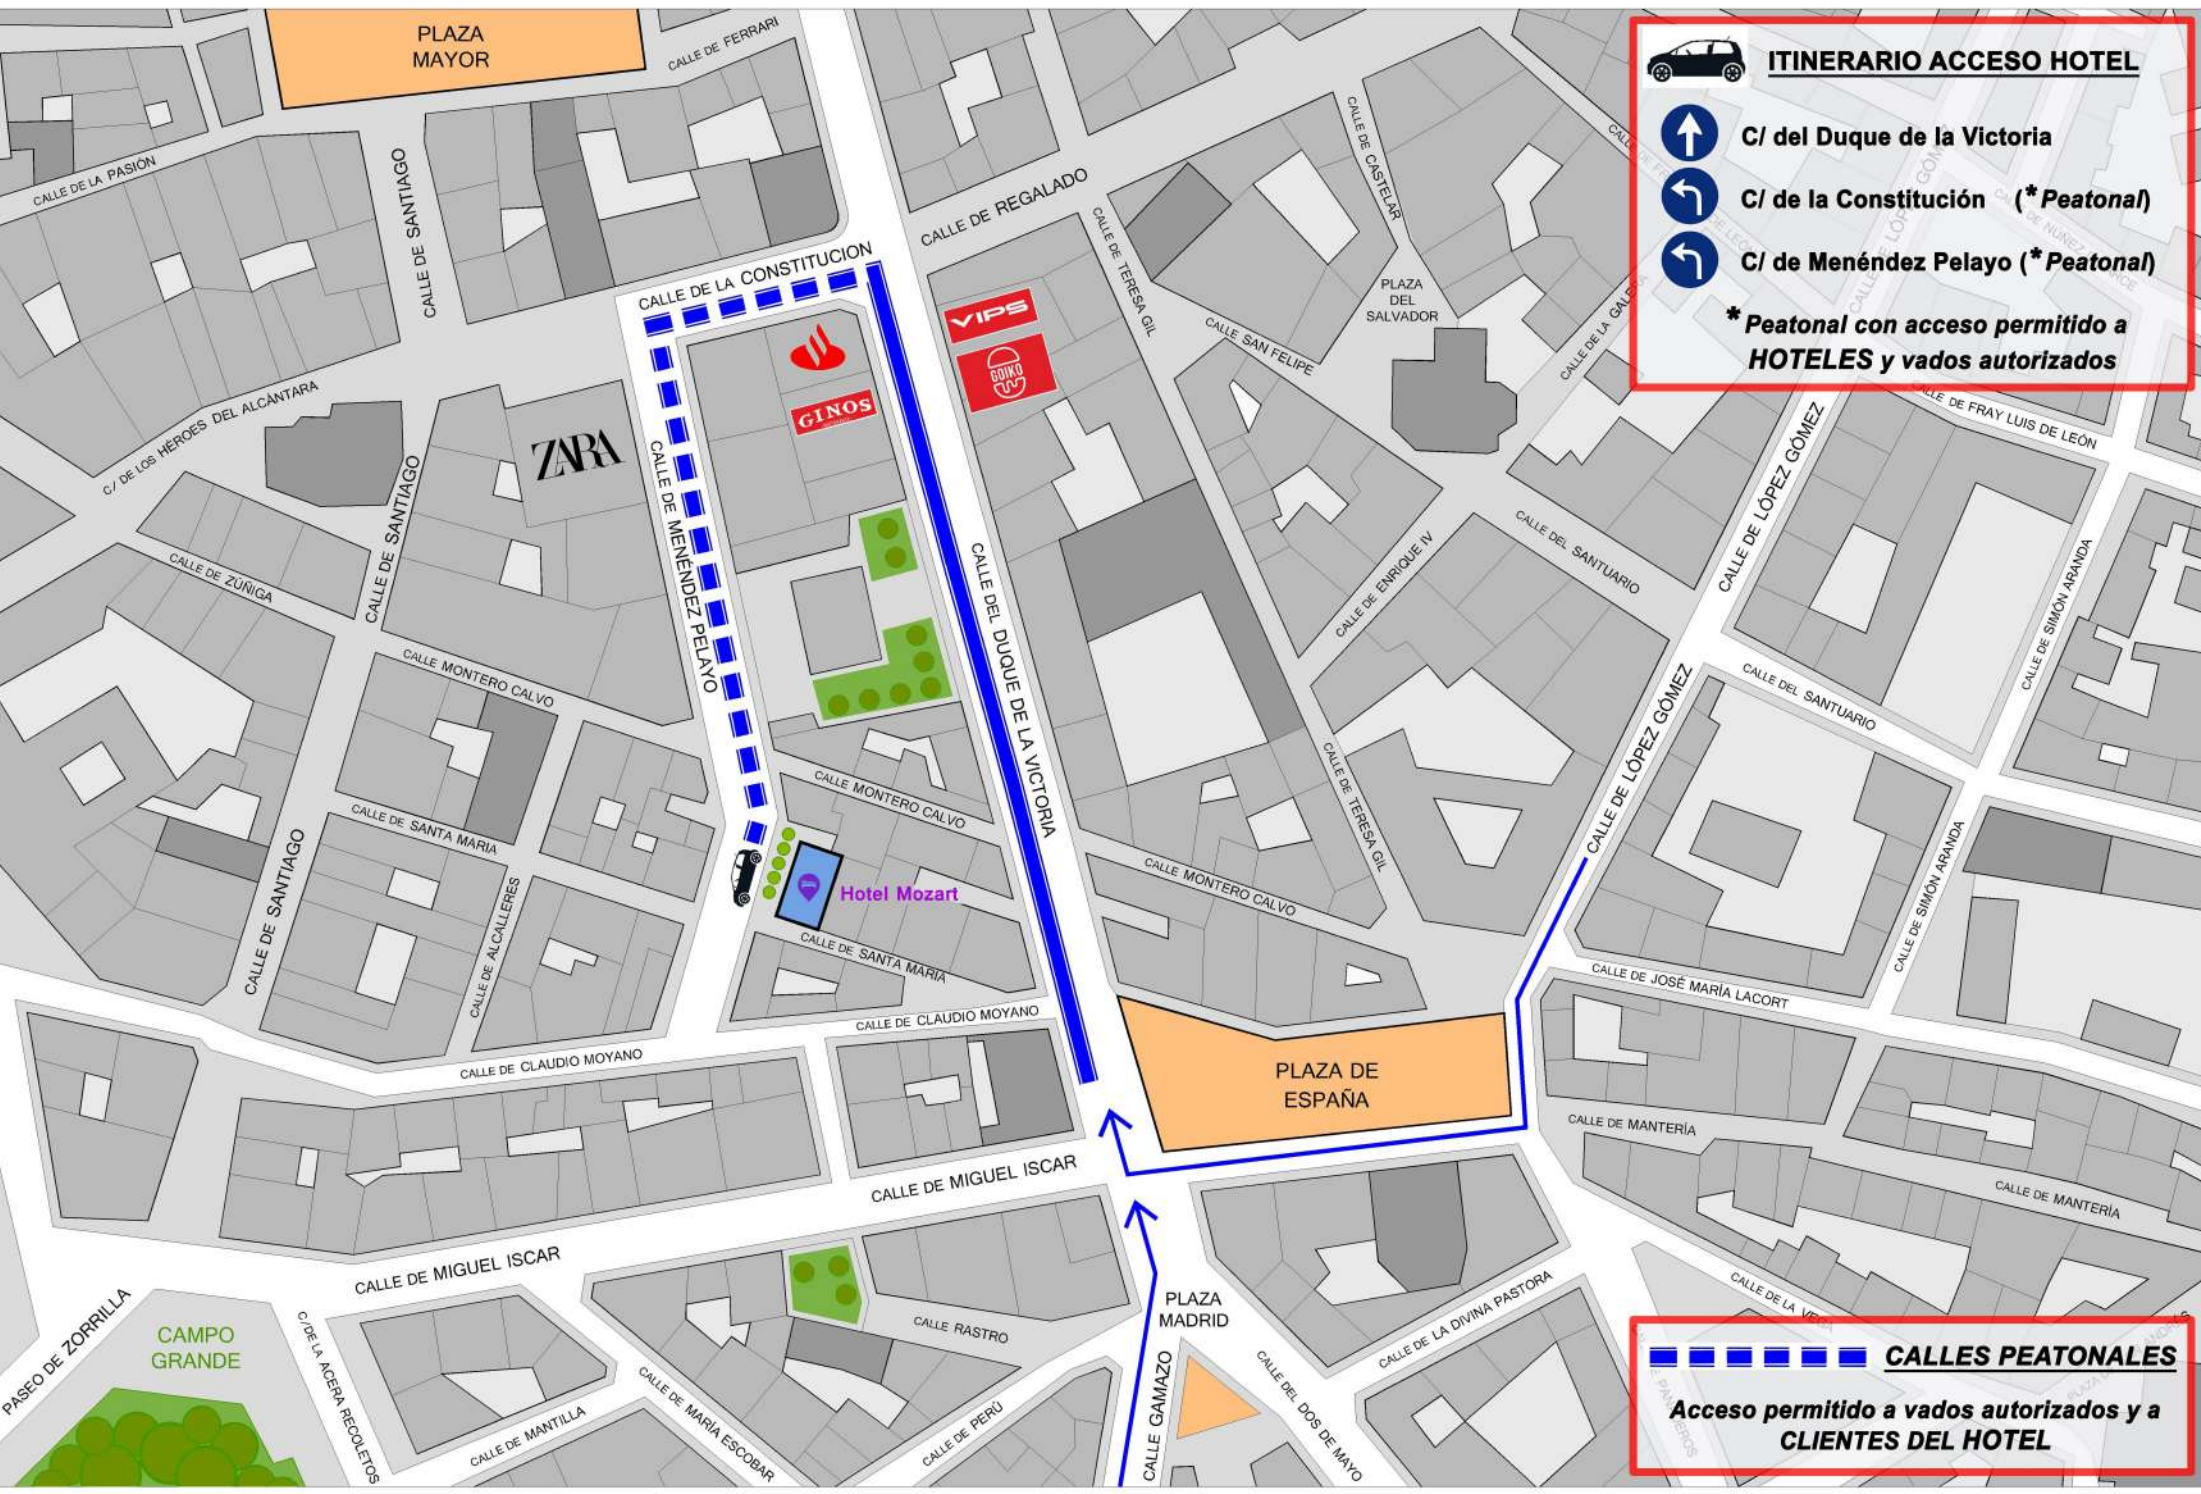 PLAZA
MAYOR
CALLE DE FERRARI
CALLE DE LA PASIÓN
CALLE DE SANTIAGO
CALLE DE REGALADO
CALLE DE CASTELAR
CALLE DE TERESA GIL
CALLE DE LA CONSTITUCION
ITINERARIO ACCESO HOTEL
C/ del Duque de la Victoria
C/ de la Constitución (*Peatonal)
C/ de Menéndez Pelayo (*Peatonal)
*Peatonal con acceso permitido a
HOTELES y vados autorizados
PLAZA
DEL
SALVADOR
CALLE SAN FELIPE
CALLE DE LA GALERA
VIPS
GOIKO
GINOS
ZARA
C/ DE LOS HÉROES DEL ALCÁNTARA
CALLE DE SANTIAGO
CALLE DE MENÉNDEZ PELAYO
CALLE DE FRAY LUIS DE LEÓN
CALLE DE LÓPEZ GÓMEZ
CALLE DEL SANTUARIO
CALLE DE ENRIQUE IV
CALLE DE SIMÓN ARANDA
CALLE DE ZÚÑIGA
CALLE MONTERO CALVO
CALLE DEL DUQUE DE LA VICTORIA
CALLE DEL SANTUARIO
CALLE DE LÓPEZ GÓMEZ
CALLE MONTERO CALVO
CALLE DE TERESA GIL
CALLE DE SANTA MARIA
CALLE DE SANTIAGO
CALLE DE ALCALLERES
Hotel Mozart
CALLE MONTERO CALVO
CALLE DE SIMÓN ARANDA
CALLE DE SANTA MARIA
CALLE DE JOSÉ MARÍA LACORT
CALLE DE CLAUDIO MOYANO
CALLE DE CLAUDIO MOYANO
PLAZA DE
ESPAÑA
CALLE DE MANTERÍA
CALLE DE MIGUEL ISCAR
CALLE DE MANTERÍA
CALLE DE MIGUEL ISCAR
PASEO DE ZORRILLA
CAMPO
GRANDE
C/DE LA ACERA RECOLETOS
CALLE DE MANTILLA
CALLE DE MARÍA ESCOBAR
CALLE RASTRO
CALLE DE PERÚ
PLAZA
MADRID
CALLE GAMAZO
CALLE DEL DOS DE MAYO
CALLE DE LA DIVINA PASTORA
CALLE DE LA VEGA
CALLES PEATONALES
Acceso permitido a vados autorizados y a
CLIENTES DEL HOTEL